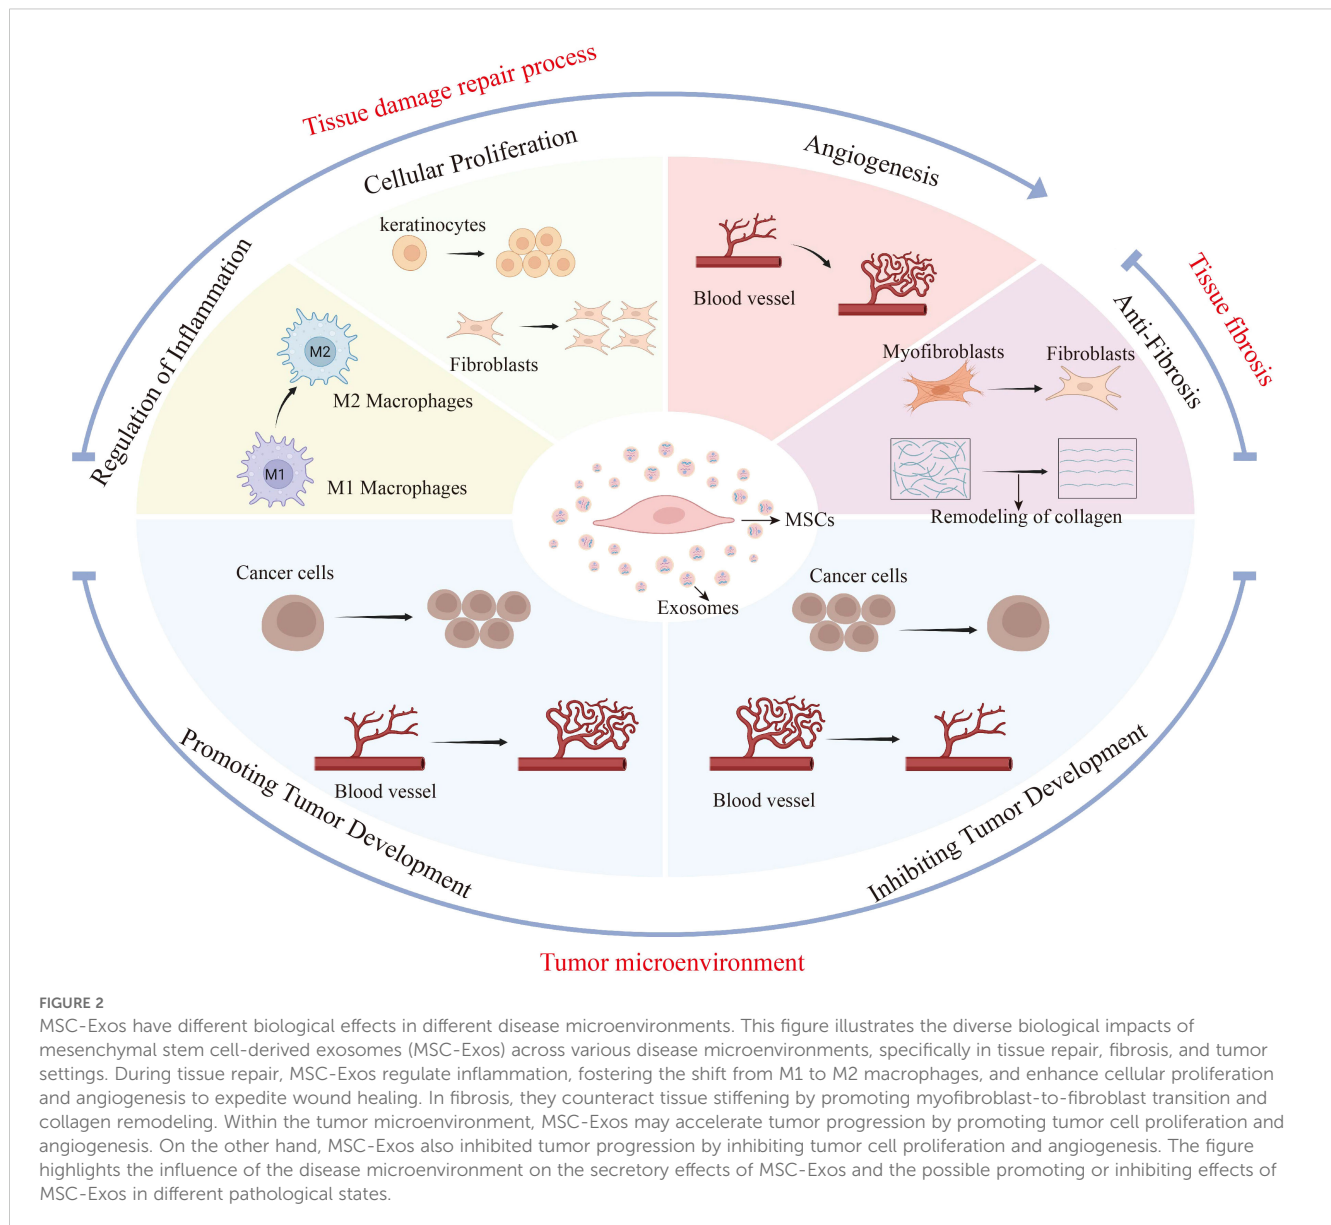 Tissue damage repair process
Cellular Proliferation
Angiogenesis
Regulation of Inflammation
Anti-Fibrosis
Tissue fibrosis
keratinocytes
Fibroblasts
Blood vessel
M2
M2 Macrophages
M1
M1 Macrophages
Myofibroblasts
Fibroblasts
Remodeling of collagen
MSCs
Exosomes
Cancer cells
Cancer cells
Blood vessel
Blood vessel
Promoting Tumor Development
Inhibiting Tumor Development
Tumor microenvironment
FIGURE 2
MSC-Exos have different biological effects in different disease microenvironments. This figure illustrates the diverse biological impacts of
mesenchymal stem cell-derived exosomes (MSC-Exos) across various disease microenvironments, specifically in tissue repair, fibrosis, and tumor
settings. During tissue repair, MSC-Exos regulate inflammation, fostering the shift from M1 to M2 macrophages, and enhance cellular proliferation
and angiogenesis to expedite wound healing. In fibrosis, they counteract tissue stiffening by promoting myofibroblast-to-fibroblast transition and
collagen remodeling. Within the tumor microenvironment, MSC-Exos may accelerate tumor progression by promoting tumor cell proliferation and
angiogenesis. On the other hand, MSC-Exos also inhibited tumor progression by inhibiting tumor cell proliferation and angiogenesis. The figure
highlights the influence of the disease microenvironment on the secretory effects of MSC-Exos and the possible promoting or inhibiting effects of
MSC-Exos in different pathological states.